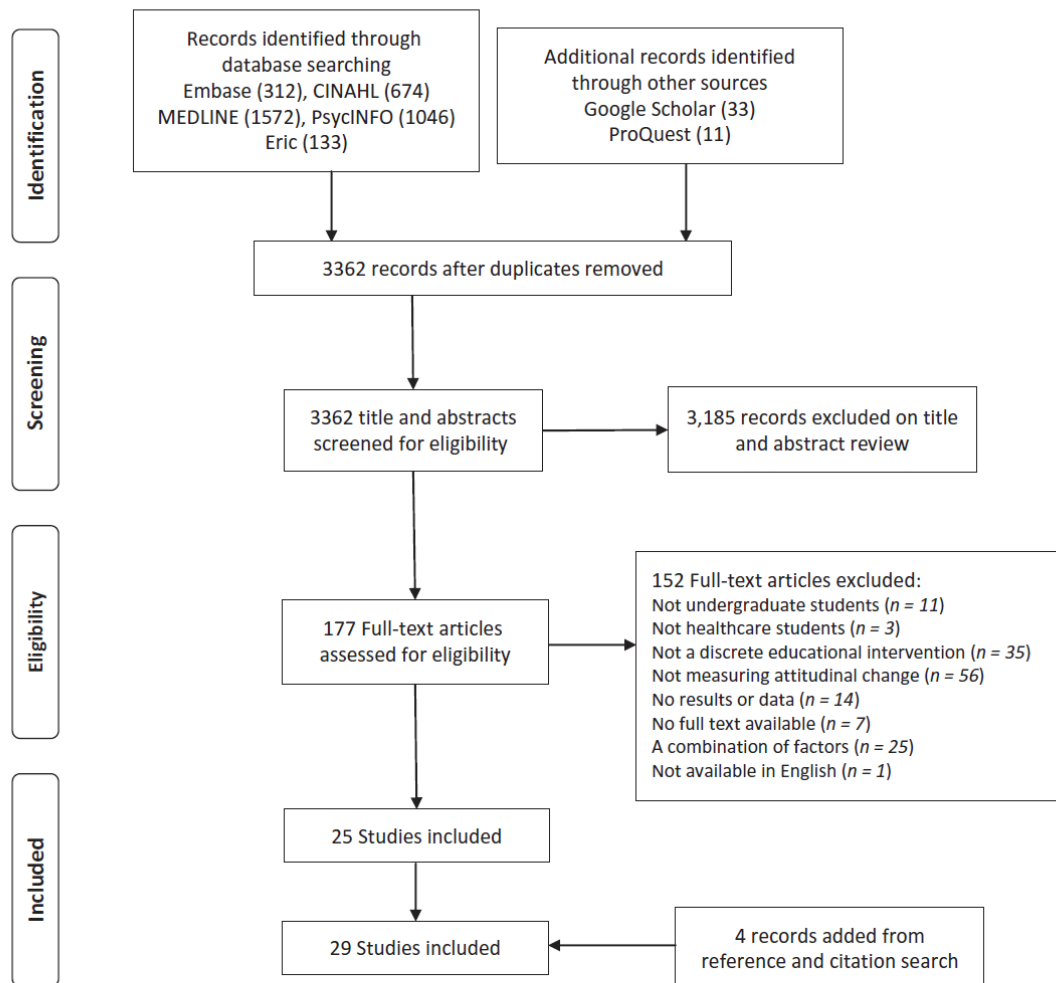 Identification
Records identified through
database searching
Embase (312), CINAHL (674)
MEDLINE (1572), PsycINFO (1046)
Eric (133)
Additional records identified
through other sources
Google Scholar (33)
ProQuest (11)
3362 records after duplicates removed
Screening
3362 title and abstracts
screened for eligibility
3,185 records excluded on title
and abstract review
Eligibility
177 Full-text articles
assessed for eligibility
152 Full-text articles excluded:
Not undergraduate students (n = 11)
Not healthcare students (n = 3)
Not a discrete educational intervention (n = 35)
Not measuring attitudinal change (n = 56)
No results or data (n = 14)
No full text available (n = 7)
A combination of factors (n = 25)
Not available in English (n = 1)
Included
25 Studies included
29 Studies included
4 records added from
reference and citation search